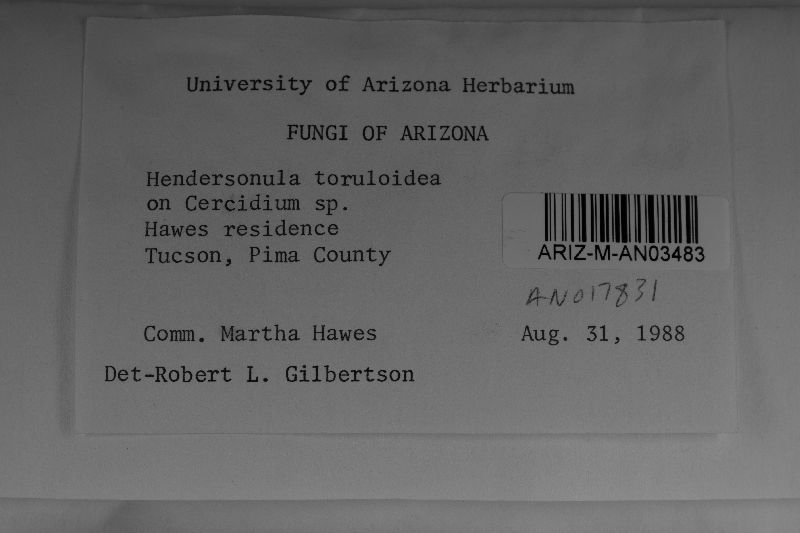 University of Arizona Herbarium
FUNGI OF ARIZONA
Hendersonula toruloidea
on Cercidium sp.
Hawes residence
Tucson, Pima County
ARIZ-M-AN03483
AN017831
Comm. Martha Hawes
Aug. 31, 1988
Det-Robert L. Gilbertson